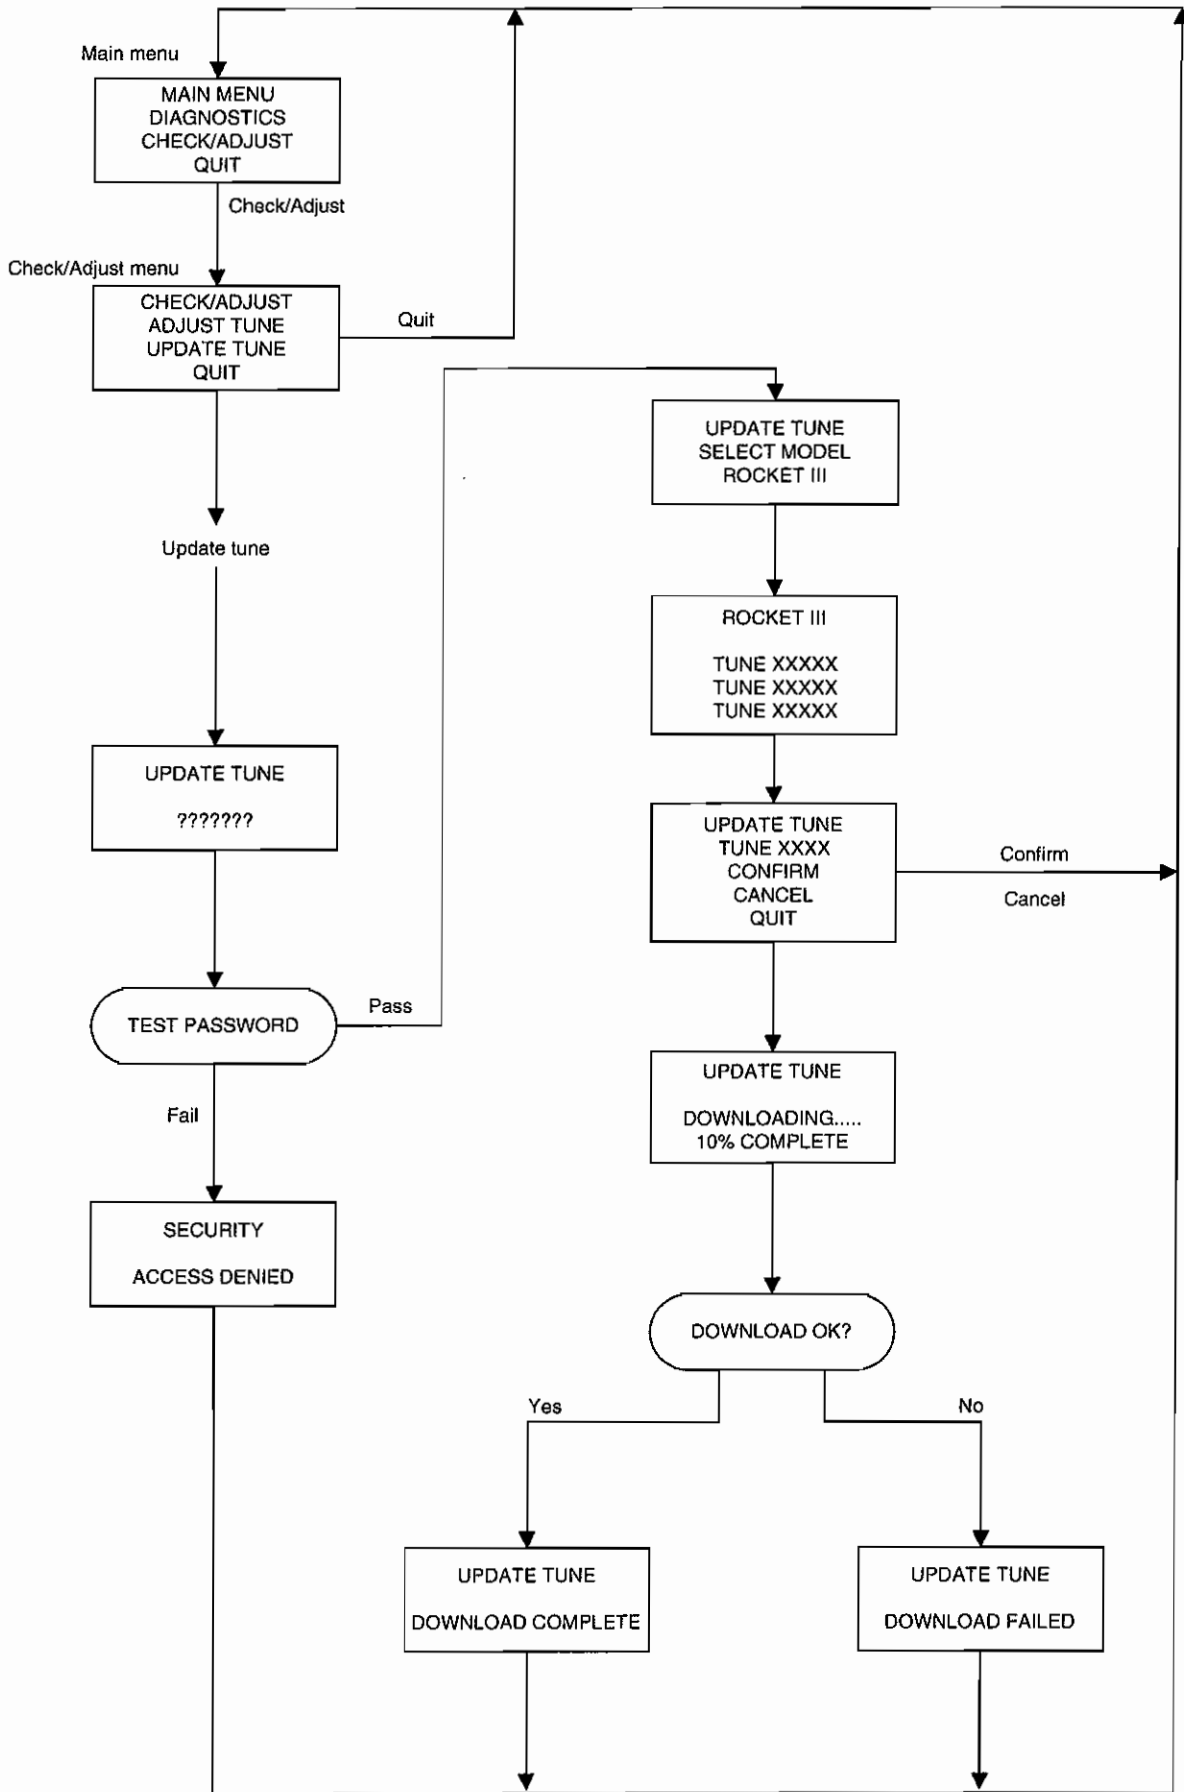 Main menu
MAIN MENU
DIAGNOSTICS
CHECK/ADJUST
QUIT
Check/Adjust
Check/Adjust menu
CHECK/ADJUST
ADJUST TUNE
UPDATE TUNE
QUIT
Quit
Update tune
UPDATE TUNE
???????
TEST PASSWORD
Pass
Fail
SECURITY
ACCESS DENIED
UPDATE TUNE
SELECT MODEL
ROCKET III
ROCKET III
TUNE XXXXX
TUNE XXXXX
TUNE XXXXX
UPDATE TUNE
TUNE XXXX
CONFIRM
CANCEL
QUIT
Confirm
Cancel
UPDATE TUNE
DOWNLOADING.....
10% COMPLETE
DOWNLOAD OK?
Yes
No
UPDATE TUNE
DOWNLOAD COMPLETE
UPDATE TUNE
DOWNLOAD FAILED